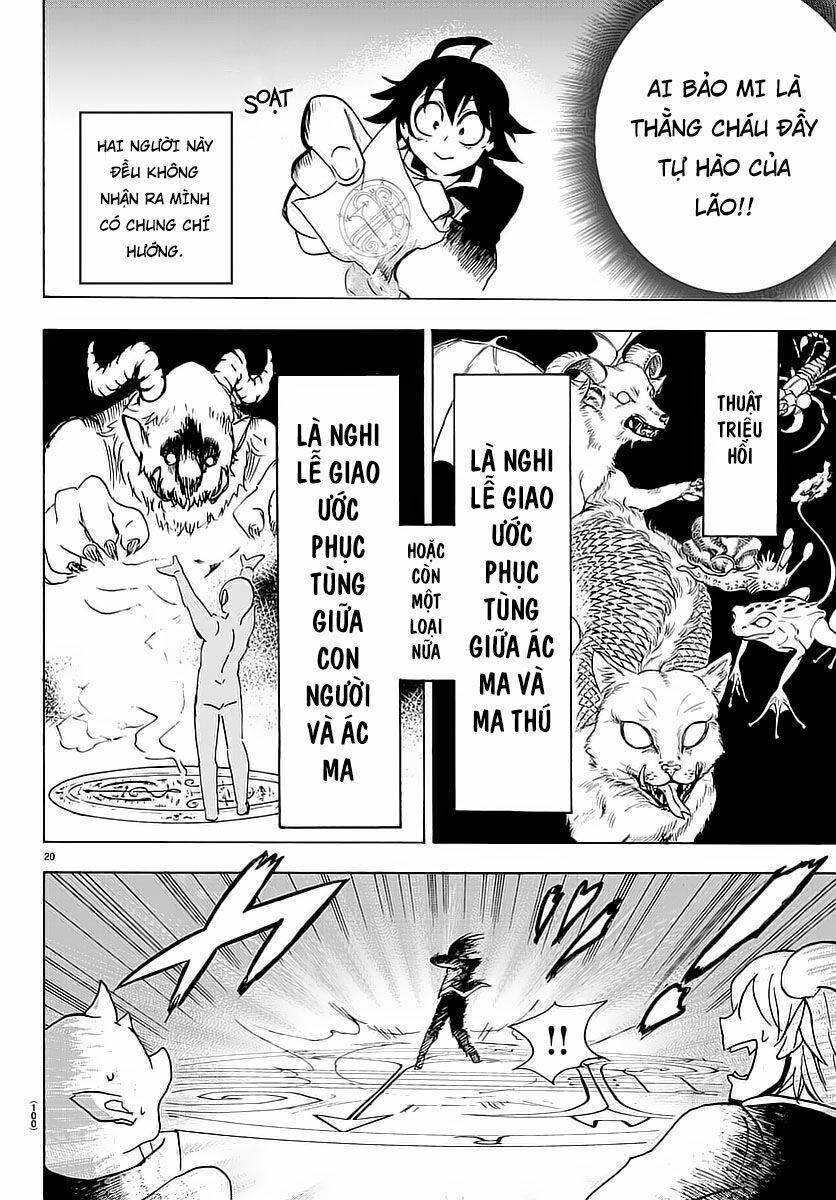 AI BẢO MI LÀ
THẰNG CHÁU ĐẦY
TỰ HÀO CỦA
LÃO!!
SOẠT
HAI NGƯỜI NÀY
ĐỀU KHÔNG
NHẬN RA MÌNH
CÓ CHUNG CHÍ
HƯỚNG.
THUẬT
TRIỆU
HỒI
LÀ NGHI
LỄ GIAO
ƯỚC
PHỤC
TÙNG
GIỮA ÁC
MA VÀ
MA THÚ
HOẶC
CÒN
MỘT
LOẠI
NỮA
LÀ NGHI
LỄ GIAO
ƯỚC
PHỤC
TÙNG
GIỮA
CON
NGƯỜI
VÀ ÁC
MA
20
!!
(100)